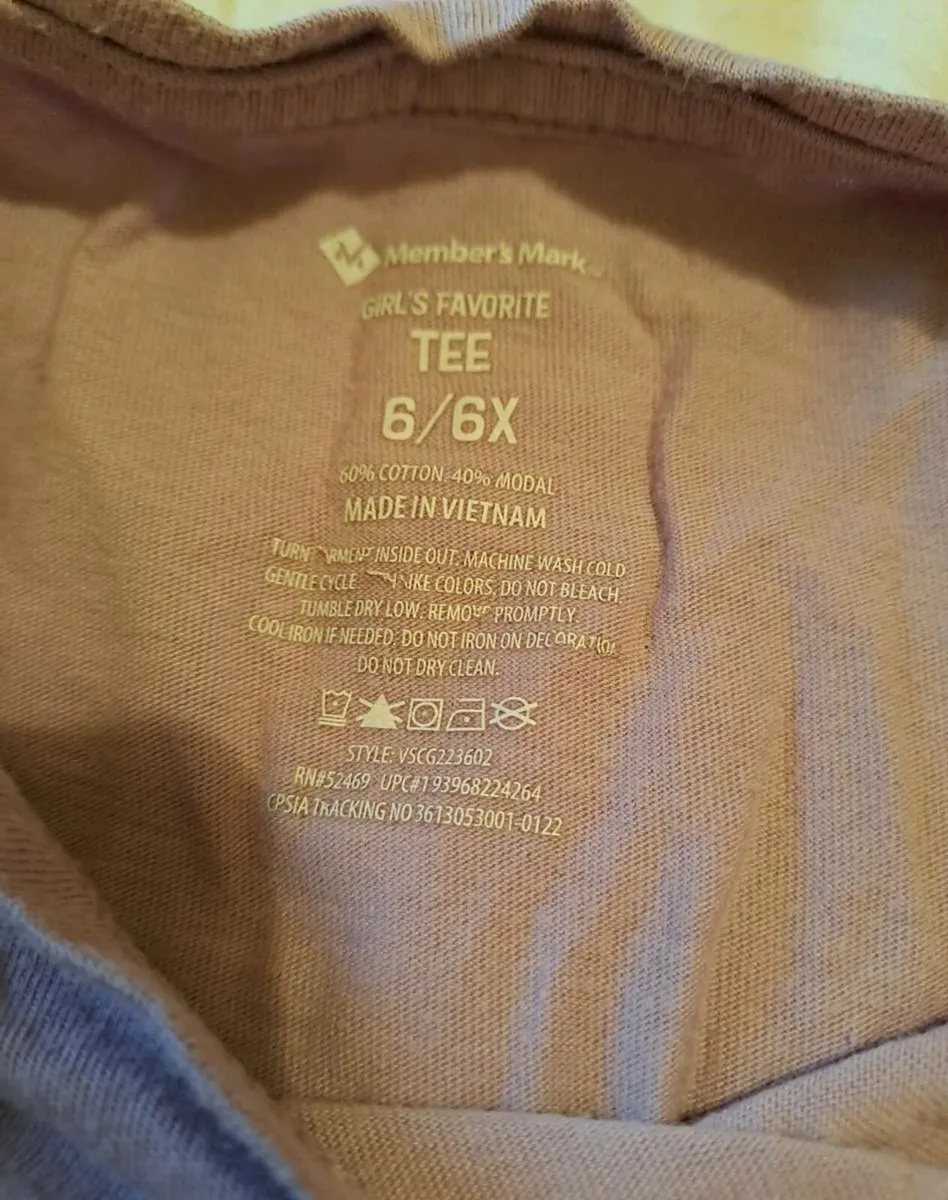 Member's Mark
GIRL'S FAVORITE
TEE
6/6X
60% COTTON, 40% MODAL
MADE IN VIETNAM
TURN INSIDE OUT. MACHINE WASH COLD
GENTLE CYCLE COLORS, DO NOT BLEACH.
TUMBLE DRY LOW. REMOVE PROMPTLY.
COOL IRON IF NEEDED. DO NOT IRON ON
DO NOT DRY CLEAN.
STYLE: VSCG223602
RN#52469 UPC#193968224264
CPSIA TRACKING NO 3613053001-0122